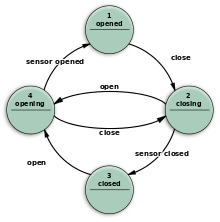 1
opened
sensor opened
close
open
4
opening
2
closing
close
sensor closed
open
3
closed